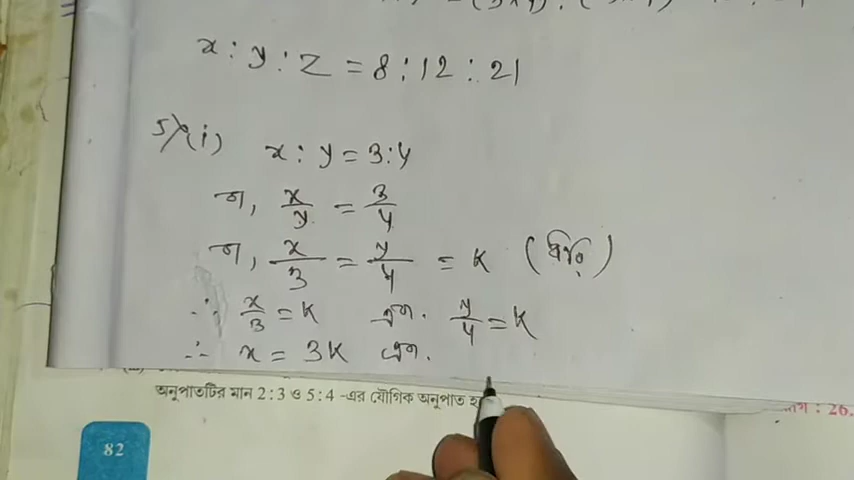 x : y : z = 8 : 12 : 21
5)(i) x : y = 3 : 4
বা, x/y = 3/4
বা, x/3 = y/4 = K (ধরি)
∴ x/3 = K এবং y/4 = K
∴ x = 3K এবং
অনুপাতটির মান 2 : 3 ও 5 : 4 -এর যৌগিক অনুপাত
: 26.
82